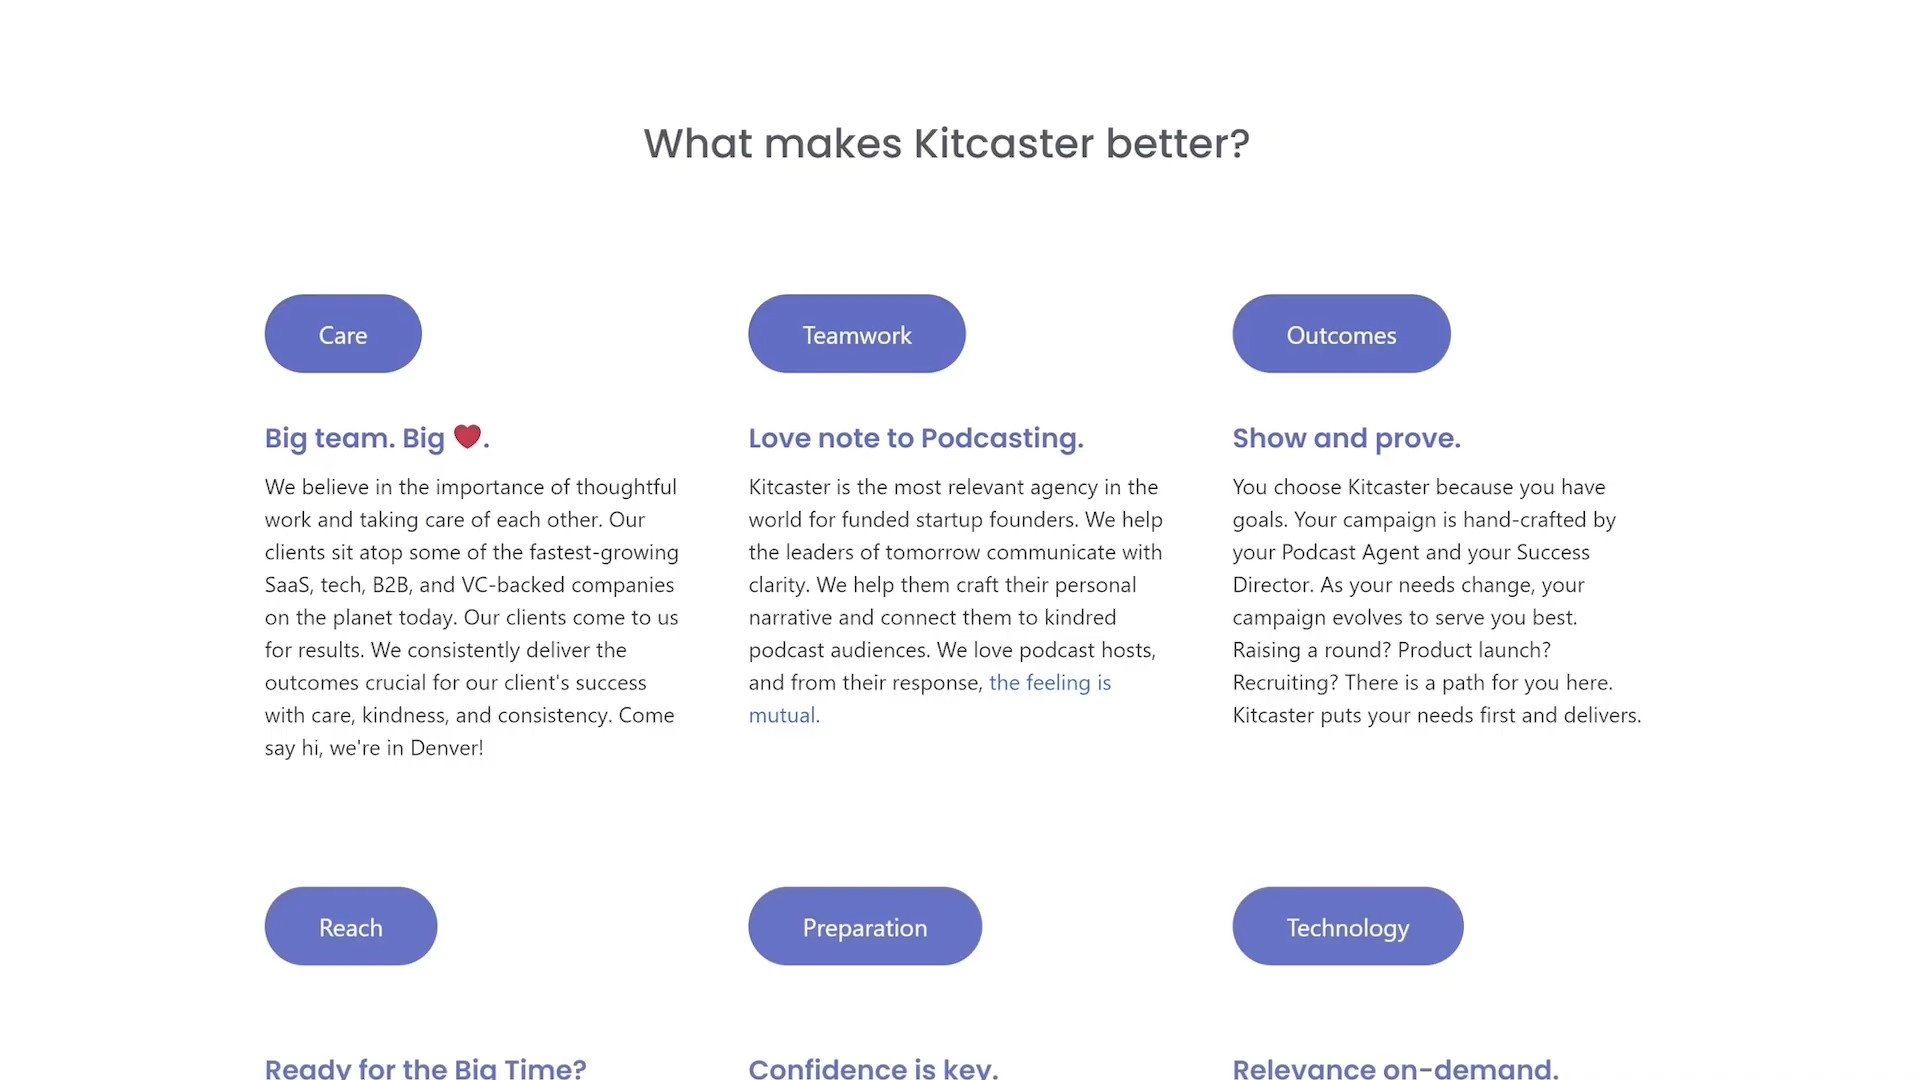 What makes Kitcaster better?
Care
Big team. Big ❤.
We believe in the importance of thoughtful
work and taking care of each other. Our
clients sit atop some of the fastest-growing
SaaS, tech, B2B, and VC-backed companies
on the planet today. Our clients come to us
for results. We consistently deliver the
outcomes crucial for our client's success
with care, kindness, and consistency. Come
say hi, we're in Denver!
Teamwork
Love note to Podcasting.
Kitcaster is the most relevant agency in the
world for funded startup founders. We help
the leaders of tomorrow communicate with
clarity. We help them craft their personal
narrative and connect them to kindred
podcast audiences. We love podcast hosts,
and from their response, the feeling is
mutual.
Outcomes
Show and prove.
You choose Kitcaster because you have
goals. Your campaign is hand-crafted by
your Podcast Agent and your Success
Director. As your needs change, your
campaign evolves to serve you best.
Raising a round? Product launch?
Recruiting? There is a path for you here.
Kitcaster puts your needs first and delivers.
Reach
Ready for the Big Time?
Preparation
Confidence is key.
Technology
Relevance on-demand.